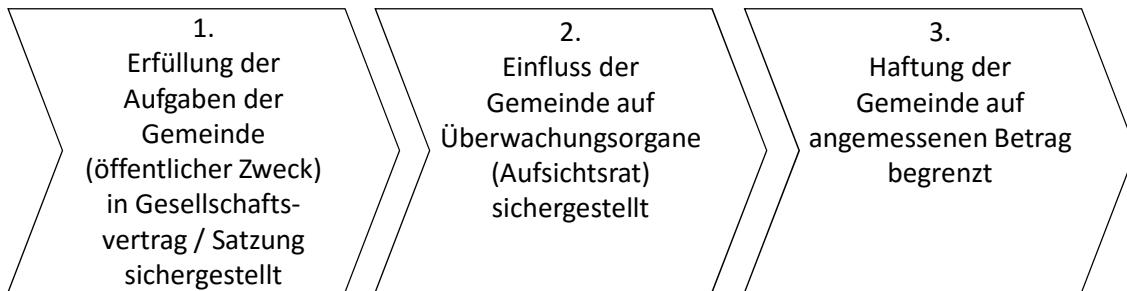 1.
Erfüllung der
Aufgaben der
Gemeinde
(öffentlicher Zweck)
in Gesellschafts-
vertrag / Satzung
sichergestellt
2.
Einfluss der
Gemeinde auf
Überwachungsorgane
(Aufsichtsrat)
sichergestellt
3.
Haftung der
Gemeinde auf
angemessenen Betrag
begrenzt